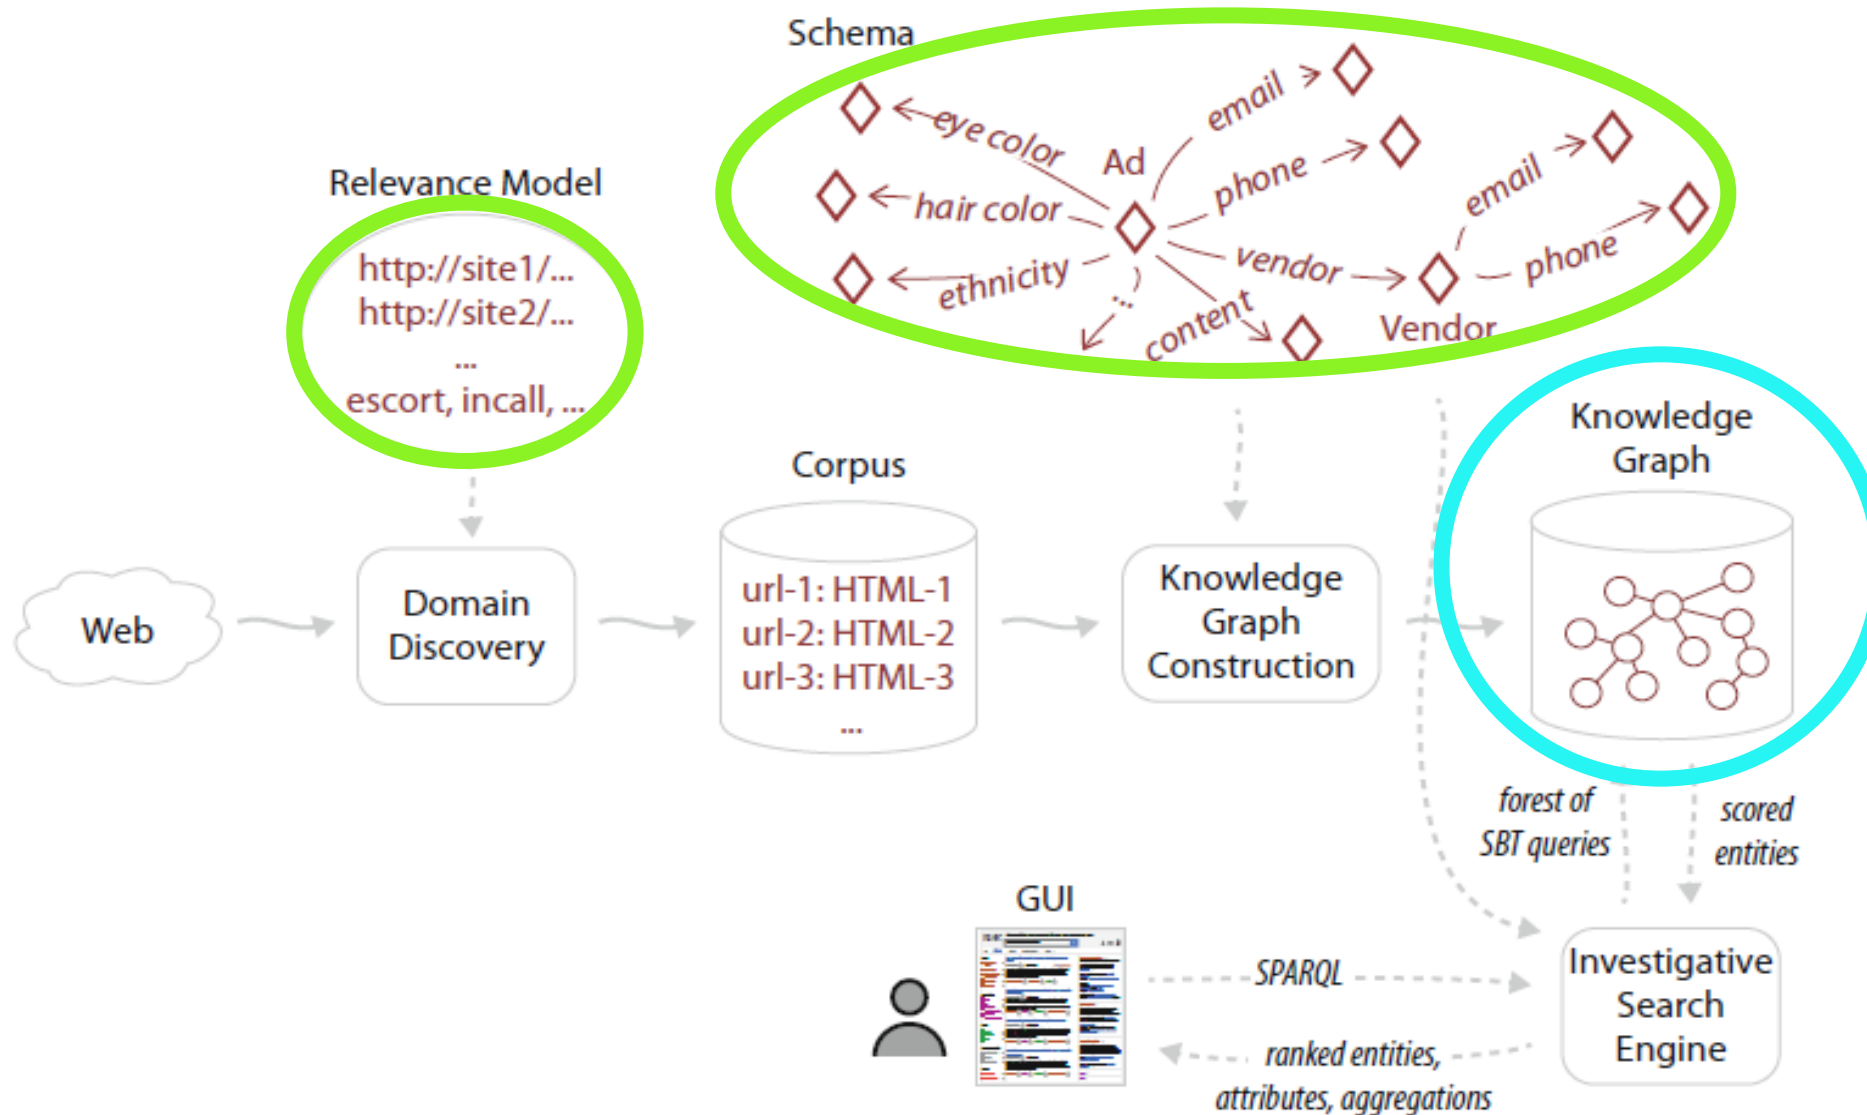 Schema
eye color
email
Ad
phone
email
hair color
ethnicity
...
content
vendor
phone
Vendor
Relevance Model
http://site1/...
http://site2/...
...
escort, incall, ...
Web
Domain
Discovery
Corpus
url-1: HTML-1
url-2: HTML-2
url-3: HTML-3
...
Knowledge
Graph
Construction
Knowledge
Graph
forest of
SBT queries
scored
entities
GUI
SPARQL
ranked entities,
attributes, aggregations
Investigative
Search
Engine